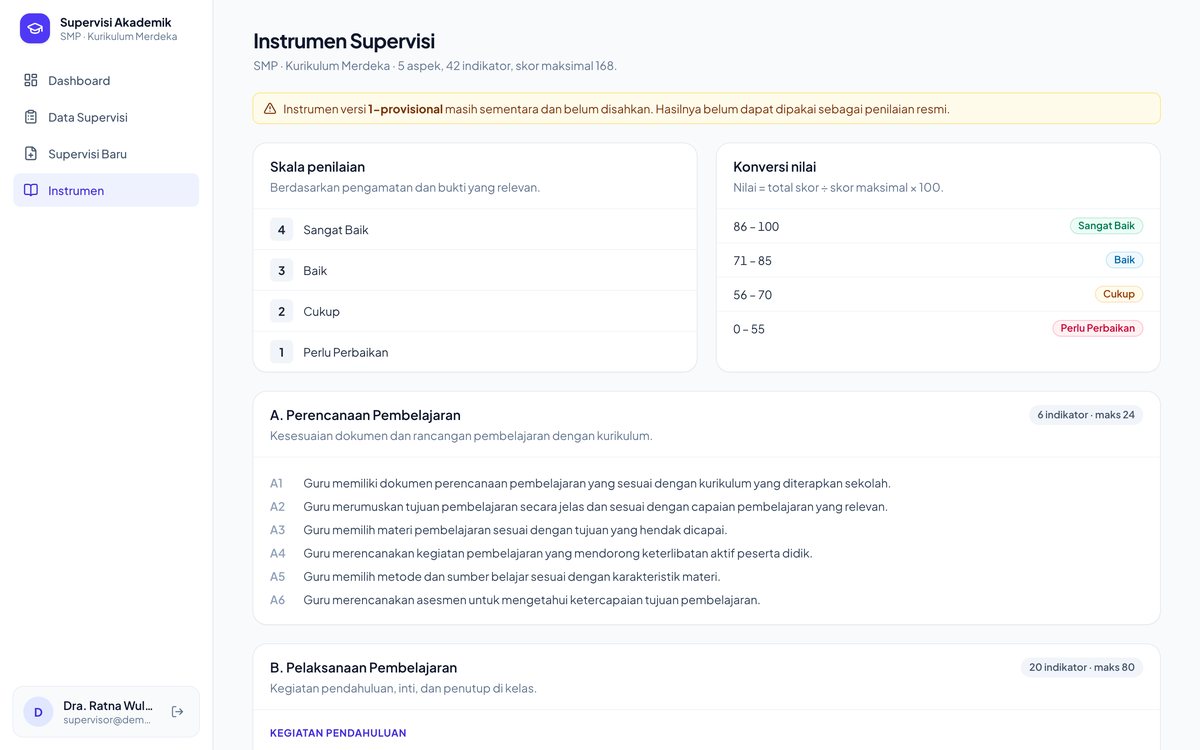 Supervisi Akademik
SMP · Kurikulum Merdeka
Dashboard
Data Supervisi
Supervisi Baru
Instrumen
D
Dra. Ratna Wul...
supervisor@dem...
Instrumen Supervisi
SMP · Kurikulum Merdeka · 5 aspek, 42 indikator, skor maksimal 168.
Instrumen versi 1-provisional masih sementara dan belum disahkan. Hasilnya belum dapat dipakai sebagai penilaian resmi.
Skala penilaian
Berdasarkan pengamatan dan bukti yang relevan.
4 Sangat Baik
3 Baik
2 Cukup
1 Perlu Perbaikan
Konversi nilai
Nilai = total skor ÷ skor maksimal × 100.
86 – 100 Sangat Baik
71 – 85 Baik
56 – 70 Cukup
0 – 55 Perlu Perbaikan
A. Perencanaan Pembelajaran
6 indikator · maks 24
Kesesuaian dokumen dan rancangan pembelajaran dengan kurikulum.
A1 Guru memiliki dokumen perencanaan pembelajaran yang sesuai dengan kurikulum yang diterapkan sekolah.
A2 Guru merumuskan tujuan pembelajaran secara jelas dan sesuai dengan capaian pembelajaran yang relevan.
A3 Guru memilih materi pembelajaran sesuai dengan tujuan yang hendak dicapai.
A4 Guru merencanakan kegiatan pembelajaran yang mendorong keterlibatan aktif peserta didik.
A5 Guru memilih metode dan sumber belajar sesuai dengan karakteristik materi.
A6 Guru merencanakan asesmen untuk mengetahui ketercapaian tujuan pembelajaran.
B. Pelaksanaan Pembelajaran
20 indikator · maks 80
Kegiatan pendahuluan, inti, dan penutup di kelas.
KEGIATAN PENDAHULUAN